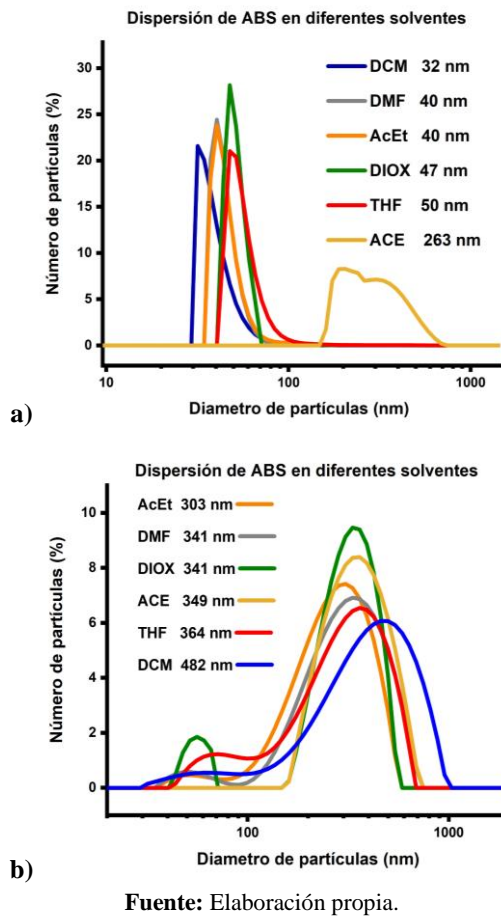 Dispersión de ABS en diferentes solventes
Número de partículas (%)
30
25
20
15
10
5
0
DCM 32 nm
DMF 40 nm
AcEt 40 nm
DIOX 47 nm
THF 50 nm
ACE 263 nm
10 100 1000
Diametro de partículas (nm)
a)
Dispersión de ABS en diferentes solventes
Número de partículas (%)
10
8
6
4
2
0
AcEt 303 nm
DMF 341 nm
DIOX 341 nm
ACE 349 nm
THF 364 nm
DCM 482 nm
100 1000
Diametro de partículas (nm)
b)
Fuente: Elaboración propia.